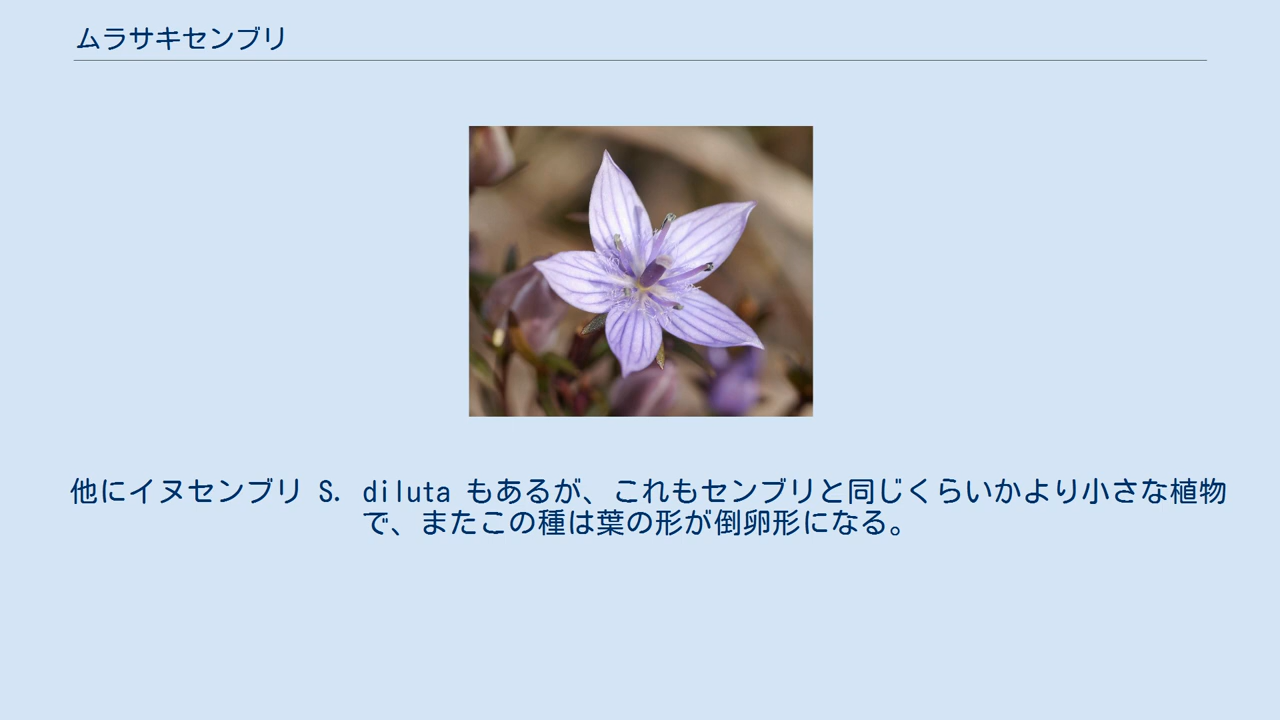 ムラサキセンブリ
他にイヌセンブリ S. diluta もあるが、これもセンブリと同じくらいかより小さな植物
で、またこの種は葉の形が倒卵形になる。